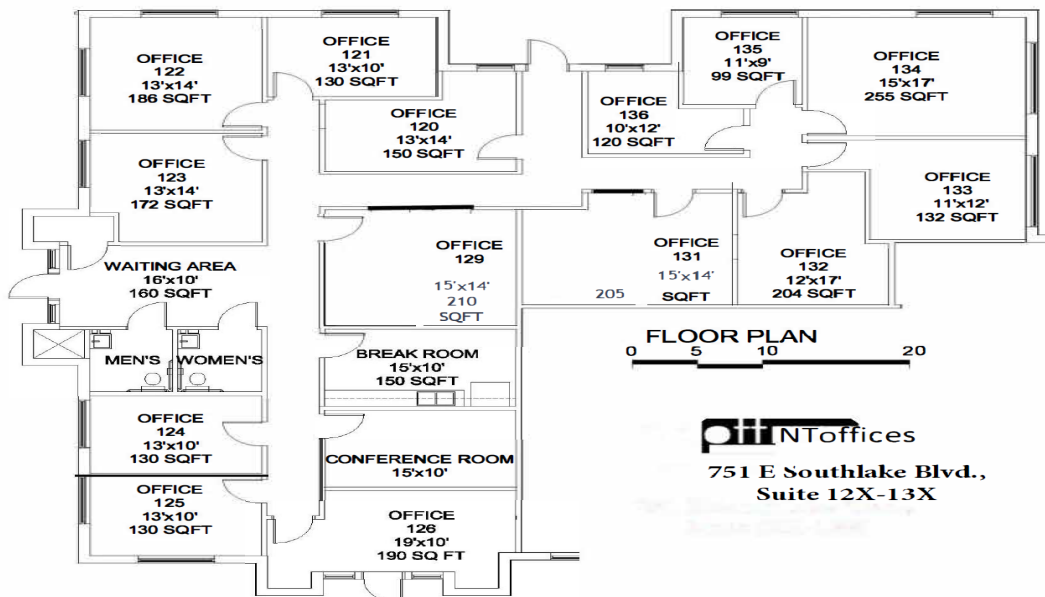 OFFICE
122
13'x14'
186 SQFT
OFFICE
121
13'x10'
130 SQFT
OFFICE
120
13'x14'
150 SQFT
OFFICE
136
10'x12'
120 SQFT
OFFICE
135
11'x9'
99 SQFT
OFFICE
134
15'x17'
255 SQFT
OFFICE
123
13'x14'
172 SQFT
OFFICE
133
11'x12'
132 SQFT
WAITING AREA
16'x10'
160 SQFT
OFFICE
129
15'x14'
210
SQFT
OFFICE
131
15'x14'
205 SQFT
OFFICE
132
12'x17'
204 SQFT
MEN'S
WOMEN'S
BREAK ROOM
15'x10'
150 SQFT
FLOOR PLAN
0 5 10 20
OFFICE
124
13'x10'
130 SQFT
CONFERENCE ROOM
15'x10'
OFFICE
125
13'x10'
130 SQFT
OFFICE
126
19'x10'
190 SQ FT
NToffices
751 E Southlake Blvd.,
Suite 12X-13X